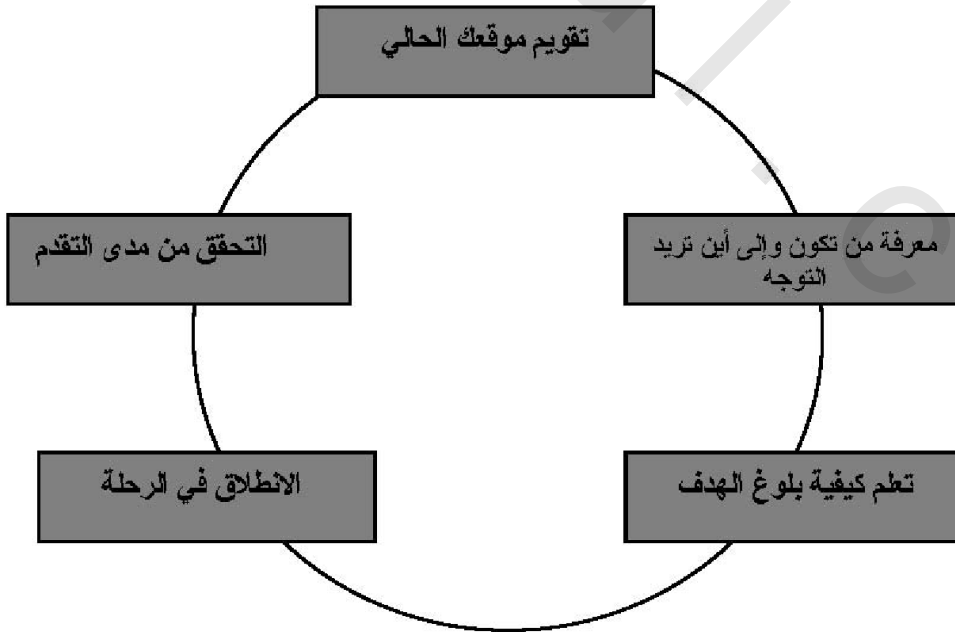 تقويم موقعك الحالي
معرفة من تكون وإلى أين تريد
التوجه
تعلم كيفية بلوغ الهدف
الانطلاق في الرحلة
التحقق من مدى التقدم